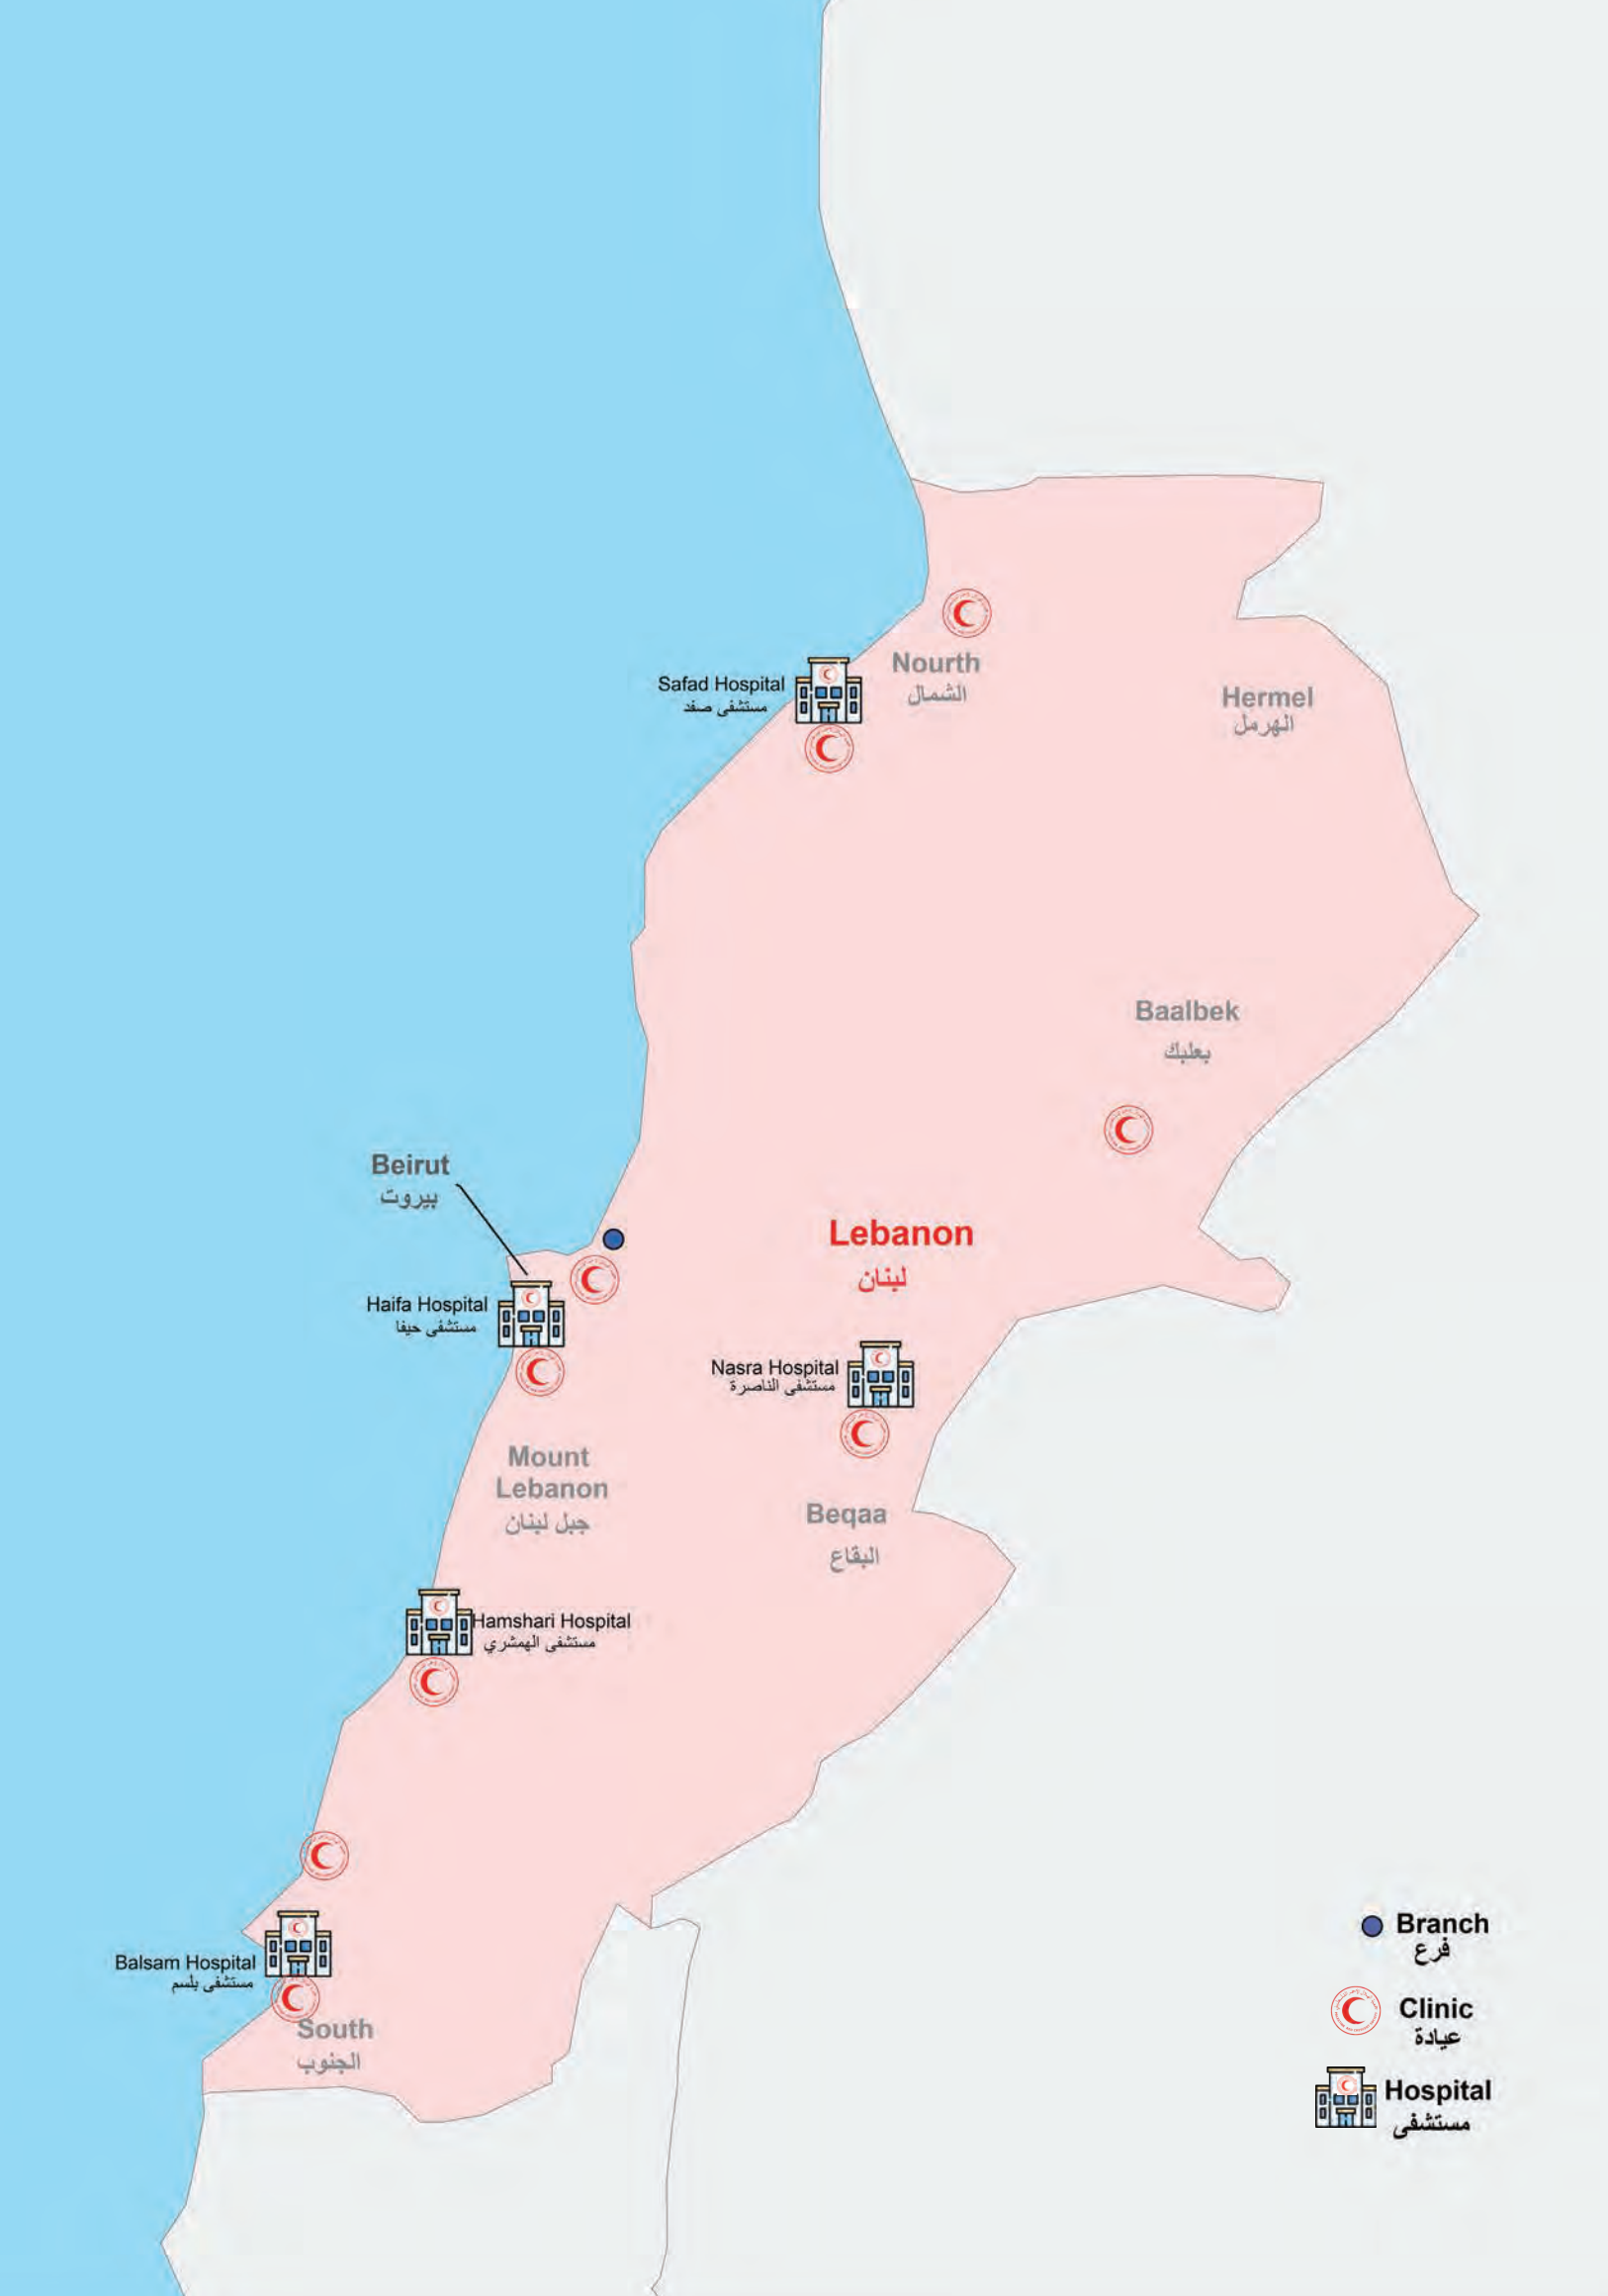 Nourth
الشمال
Safad Hospital
مستشفى صفد
Hermel
الهرمل
Baalbek
بعلبك
Beirut
بيروت
Lebanon
لبنان
Haifa Hospital
مستشفى حيفا
Nasra Hospital
مستشفى الناصرة
Mount
Lebanon
جبل لبنان
Beqaa
البقاع
Hamshari Hospital
مستشفى الهمشري
Balsam Hospital
مستشفى بلسم
South
الجنوب
Branch
فرع
Clinic
عيادة
Hospital
مستشفى